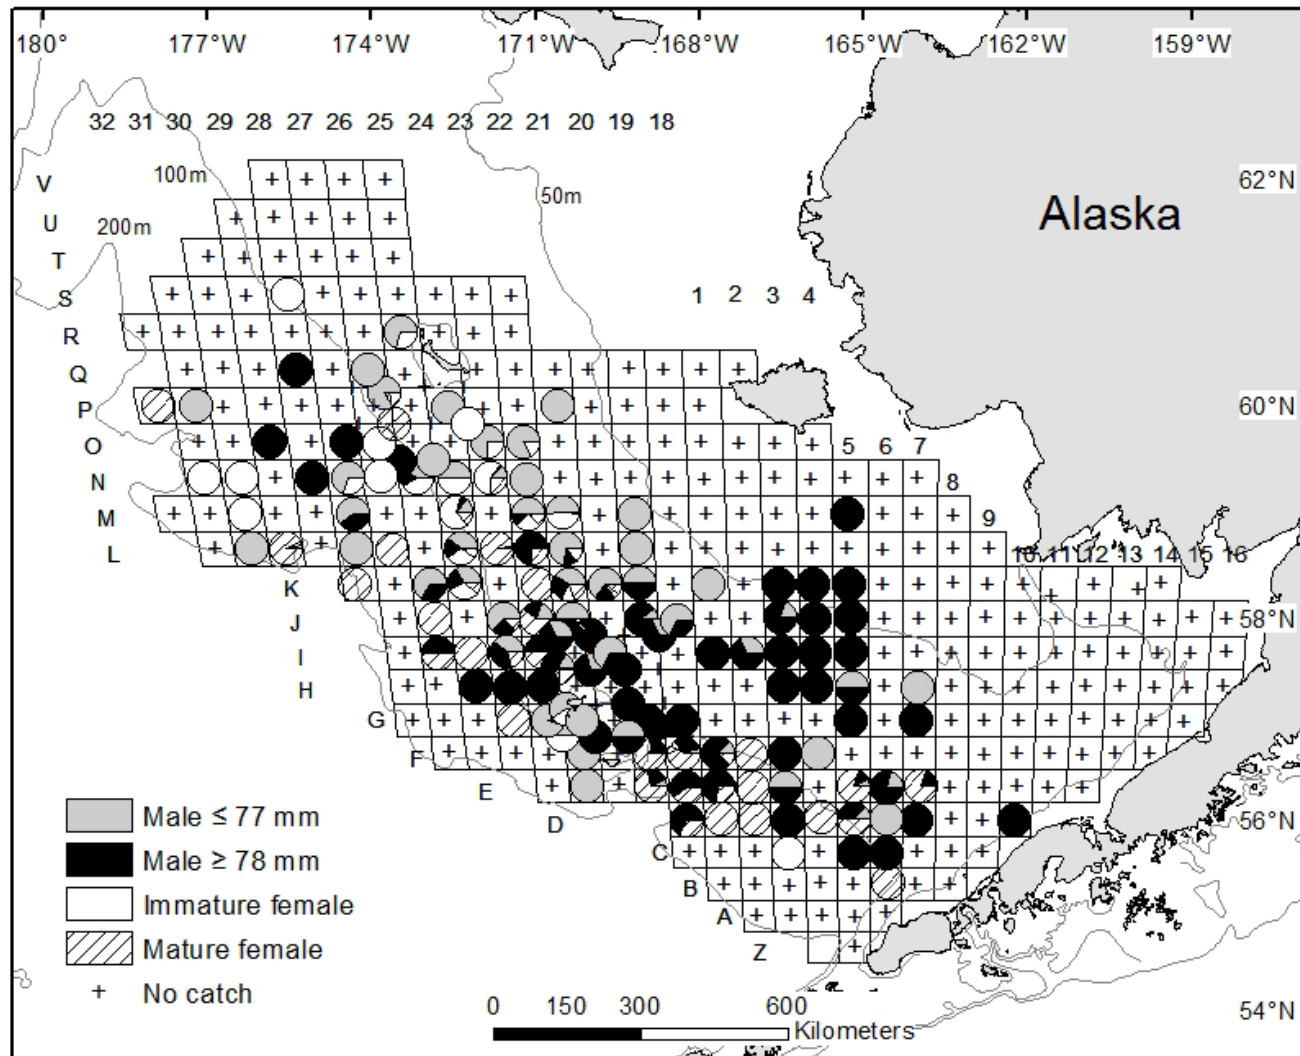 180° 177°W 174°W 171°W 168°W 165°W 162°W 159°W
32 31 30 29 28 27 26 25 24 23 22 21 20 19 18
100m
V
62°N
50m
Alaska
U
200m
T
S
1 2 3 4
R
Q
P
60°N
O
5 6 7
N
8
M
9
L
10 11 12 13 14 15 16
K
J
58°N
I
H
G
F
E
Male ≤ 77 mm
D
56°N
C
Male ≥ 78 mm
B
Immature female
A
Mature female
Z
+ No catch
0 150 300 600
Kilometers
54°N